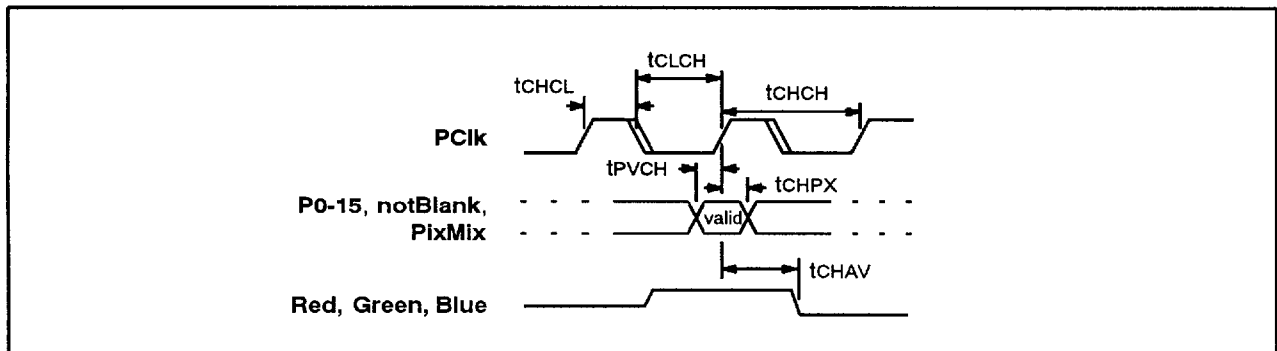 tCLCH
tCHCL
tCHCH
PClk
tPVCH
tCHPX
P0-15, notBlank,
valid
PixMix
tCHAV
Red, Green, Blue